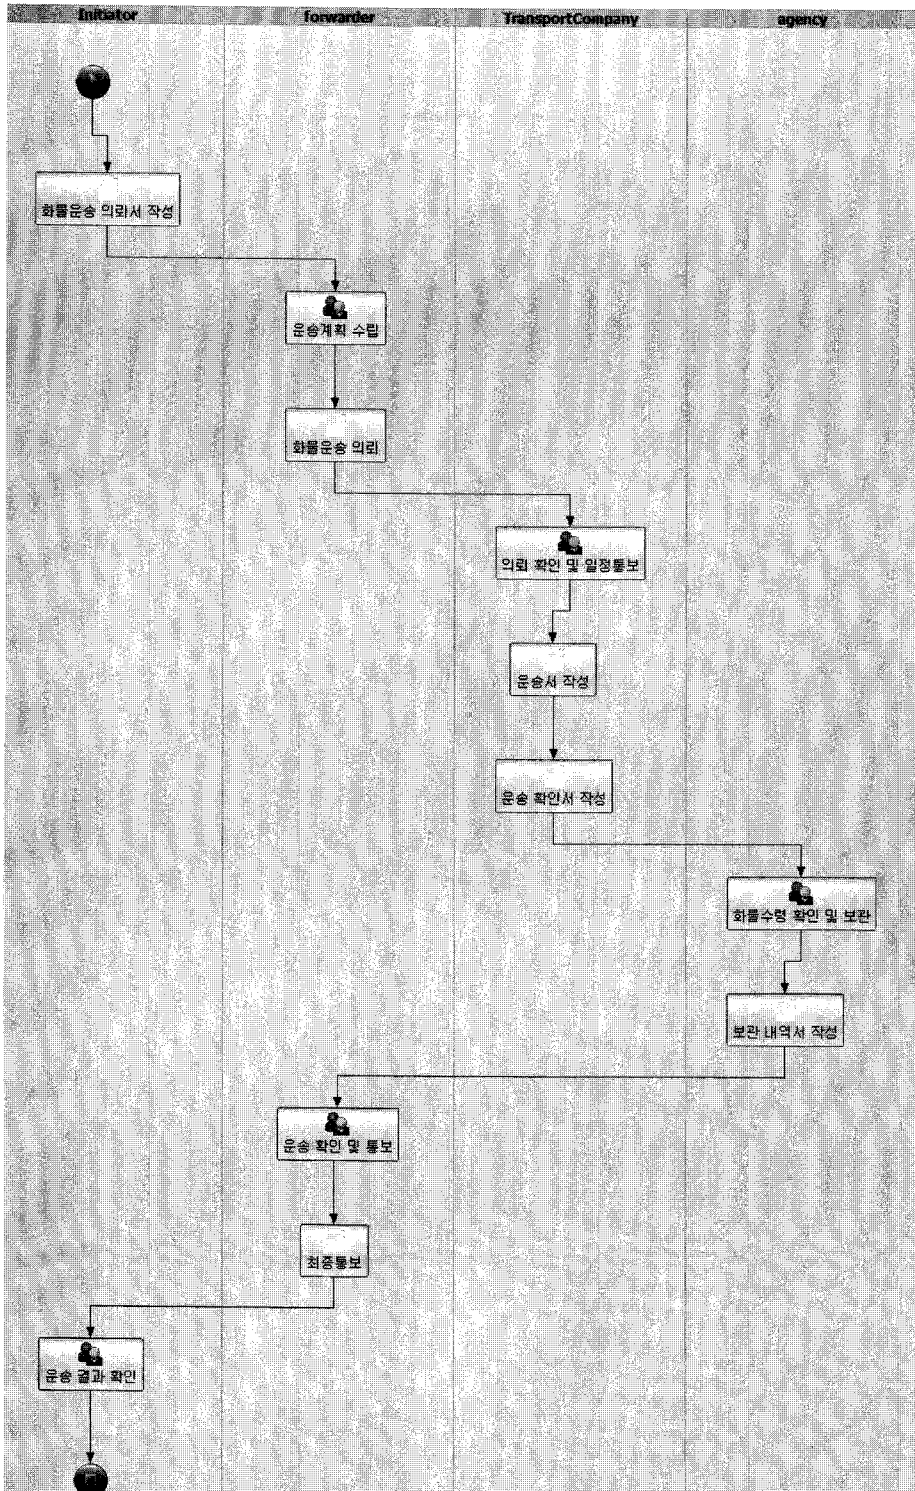 Initiator
forwarder
TransportCompany
agency
화물운송 의뢰서 작성
운송계획 수립
화물운송 의뢰
의뢰 확인 및 일정통보
운송서 작성
운송 확인서 작성
화물수령 확인 및 보관
보관 내역서 작성
운송 확인 및 통보
최종통보
운송 결과 확인